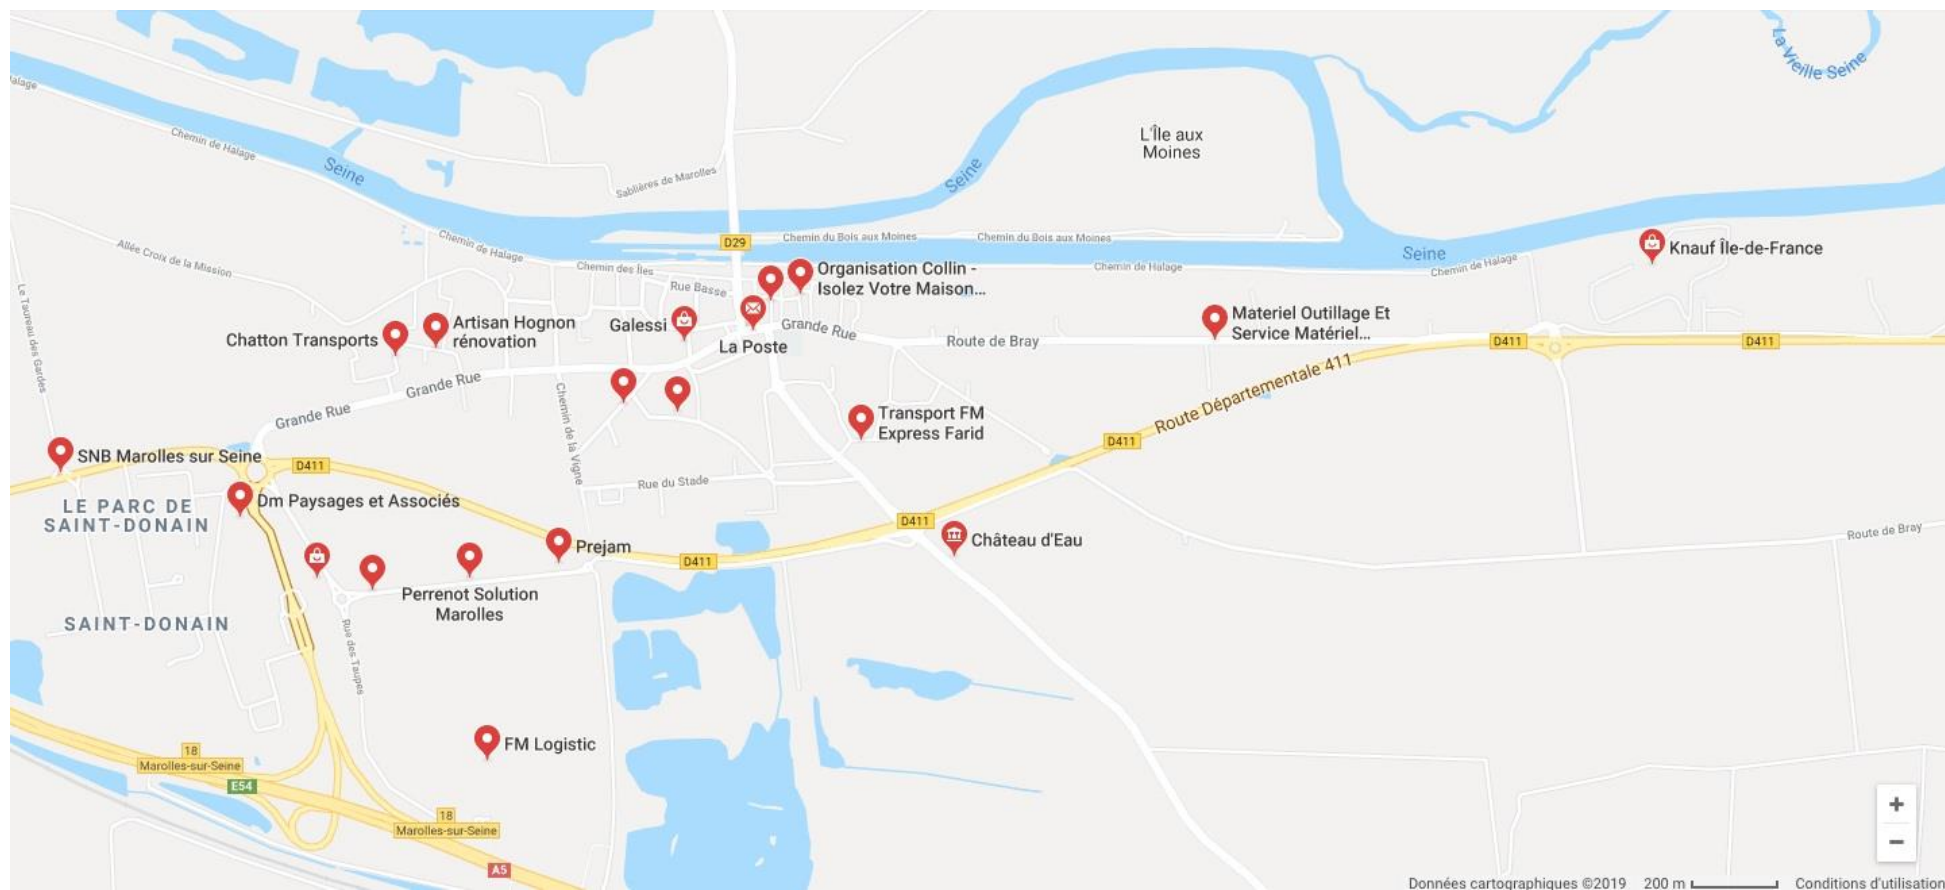 La Vieille Seine
L'Île aux
Moines
halage
Chemin de Halage
Seine
Sablières de Marolles
Seine
Allée Croix de la Mission
Chemin de Halage
D29
Chemin du Bois aux Moines
Chemin du Bois aux Moines
Seine
Knauf Île-de-France
Chemin des Îles
Chemin de Halage
Chemin de Halage
Organisation Collin -
Isolez Votre Maison...
Rue Basse
Le Taureau des Gardes
Chatton Transports
Artisan Hognon
rénovation
Galessi
La Poste
Grande Rue
Route de Bray
Materiel Outillage Et
Service Matériel...
D411
D411
Grande Rue
Grande Rue
Chemin de la Vigne
Route Départementale 411
Transport FM
Express Farid
D411
SNB Marolles sur Seine
D411
Rue du Stade
Dm Paysages et Associés
LE PARC DE
SAINT-DONAIN
D411
Château d'Eau
Route de Bray
Prejam
D411
Perrenot Solution
Marolles
SAINT-DONAIN
Rue des Taupes
FM Logistic
18
Marolles-sur-Seine
E54
18
Marolles-sur-Seine
A5
+
−
Données cartographiques ©2019 200 m Conditions d'utilisation